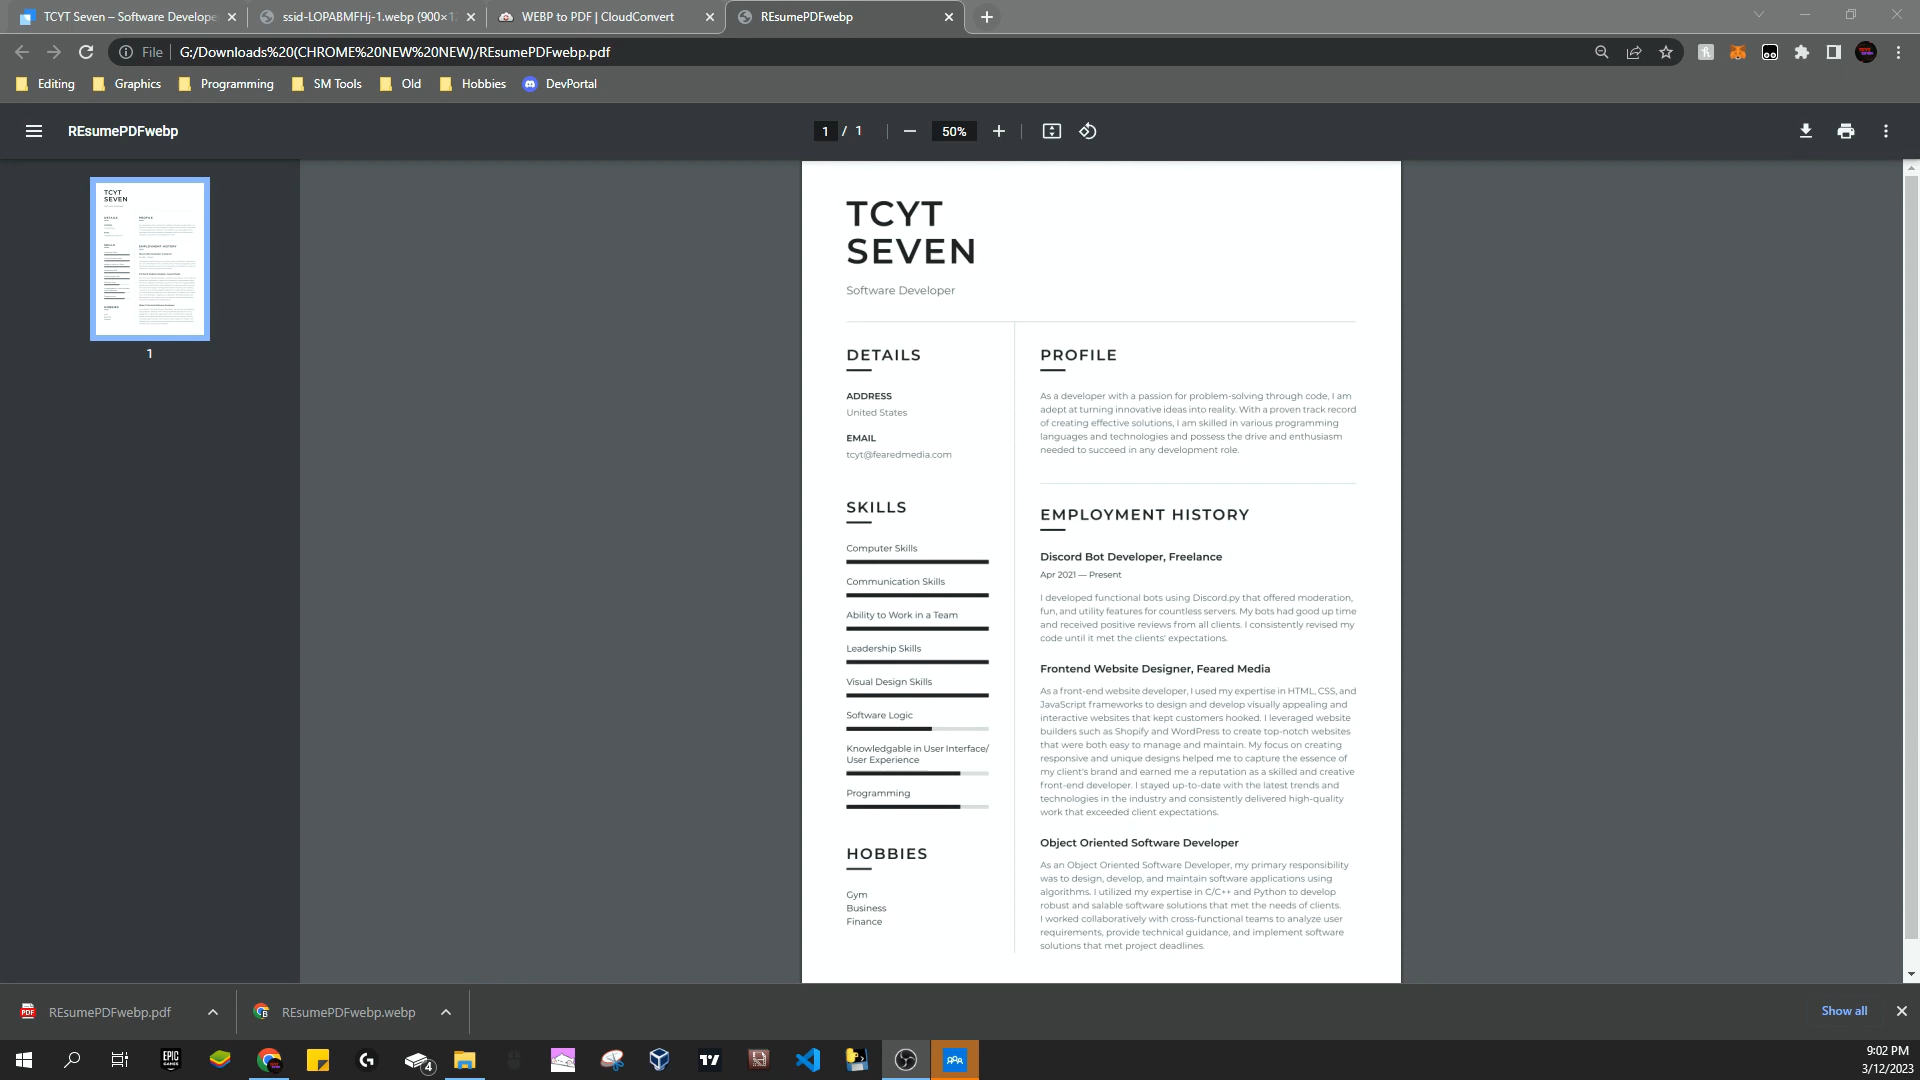 TCYT Seven – Software Develope
ssid-LOPABMFHj-1.webp (900×1
WEBP to PDF | CloudConvert
REsumePDFwebp
File
G:/Downloads%20(CHROME%20NEW%20NEW)/REsumePDFwebp.pdf
Editing
Graphics
Programming
SM Tools
Old
Hobbies
DevPortal
REsumePDFwebp
1 / 1
50%
TCYT
SEVEN
1
TCYT
SEVEN
Software Developer
DETAILS
ADDRESS
United States
EMAIL
tcyt@fearedmedia.com
SKILLS
Computer Skills
Communication Skills
Ability to Work in a Team
Leadership Skills
Visual Design Skills
Software Logic
Knowledgable in User Interface/
User Experience
Programming
HOBBIES
Gym
Business
Finance
PROFILE
As a developer with a passion for problem-solving through code, I am
adept at turning innovative ideas into reality. With a proven track record
of creating effective solutions, I am skilled in various programming
languages and technologies and possess the drive and enthusiasm
needed to succeed in any development role.
EMPLOYMENT HISTORY
Discord Bot Developer, Freelance
Apr 2021 — Present
I developed functional bots using Discord.py that offered moderation,
fun, and utility features for countless servers. My bots had good up time
and received positive reviews from all clients. I consistently revised my
code until it met the clients' expectations.
Frontend Website Designer, Feared Media
As a front-end website developer, I used my expertise in HTML, CSS, and
JavaScript frameworks to design and develop visually appealing and
interactive websites that kept customers hooked. I leveraged website
builders such as Shopify and WordPress to create top-notch websites
that were both easy to manage and maintain. My focus on creating
responsive and unique designs helped me to capture the essence of
my client's brand and earned me a reputation as a skilled and creative
front-end developer. I stayed up-to-date with the latest trends and
technologies in the industry and consistently delivered high-quality
work that exceeded client expectations.
Object Oriented Software Developer
As an Object Oriented Software Developer, my primary responsibility
was to design, develop, and maintain software applications using
algorithms. I utilized my expertise in C/C++ and Python to develop
robust and salable software solutions that met the needs of clients.
I worked collaboratively with cross-functional teams to analyze user
requirements, provide technical guidance, and implement software
solutions that met project deadlines.
PDF
REsumePDFwebp.pdf
REsumePDFwebp.webp
Show all
EPIC
GAMES
4
9:02 PM
3/12/2023